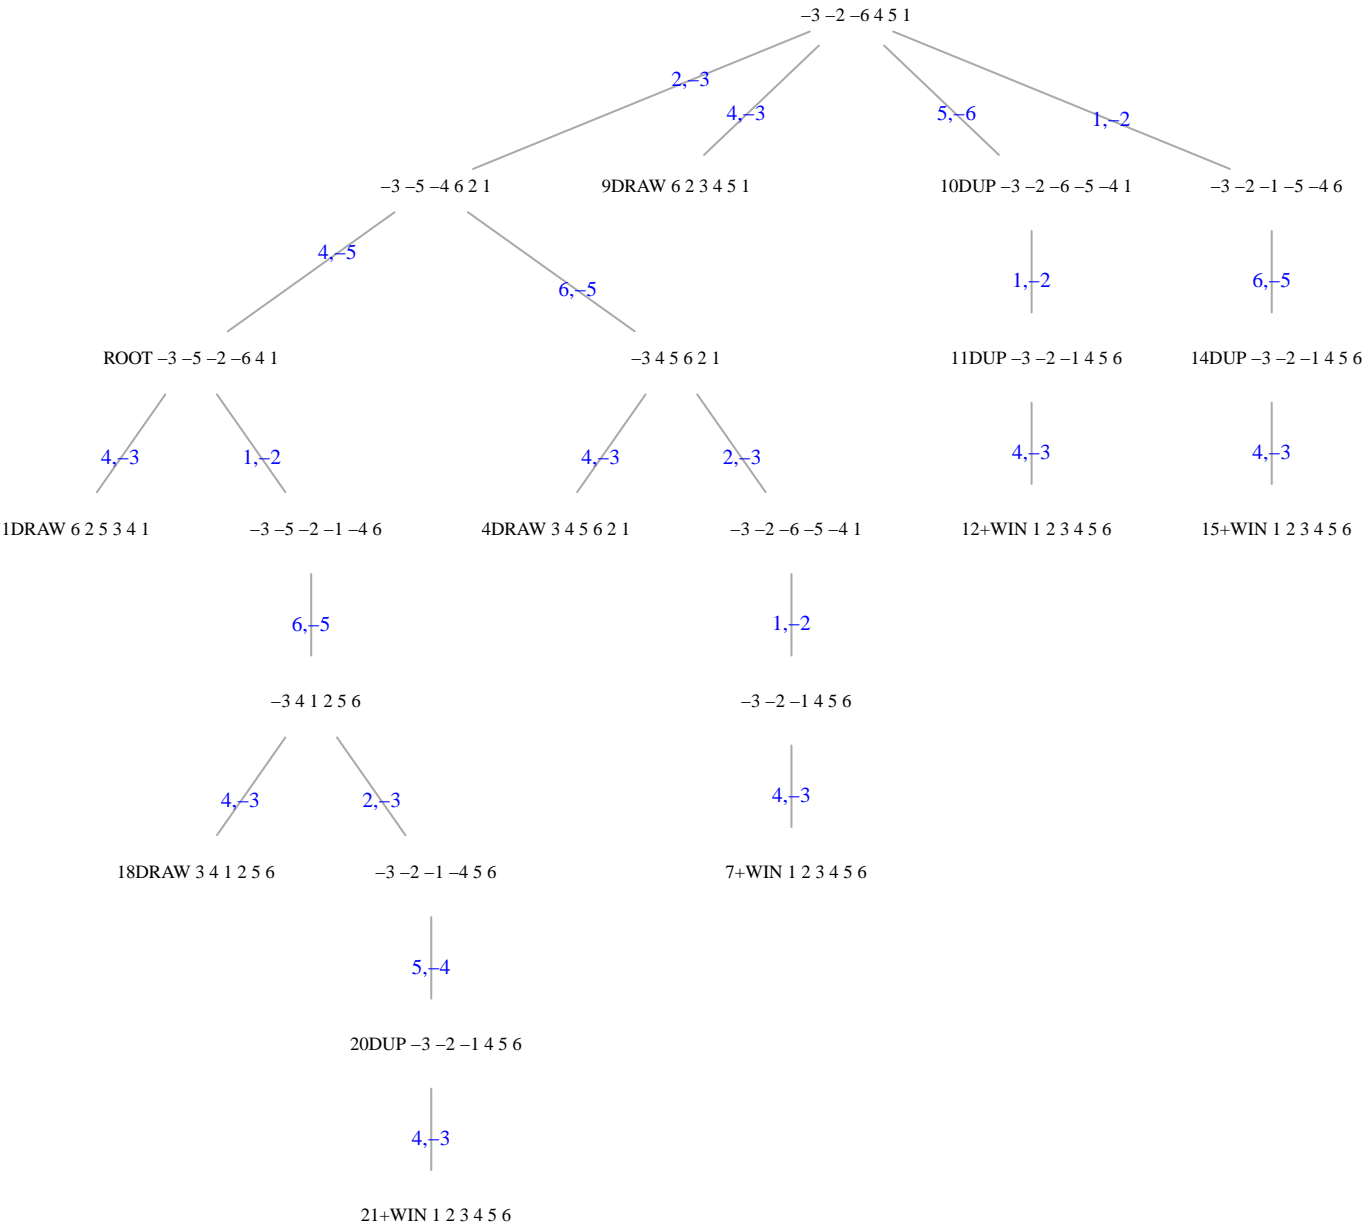 –3 –2 –6 4 5 1
2,–3
4,–3
5,–6
1,–2
–3 –5 –4 6 2 1
9DRAW 6 2 3 4 5 1
10DUP –3 –2 –6 –5 –4 1
–3 –2 –1 –5 –4 6
4,–5
6,–5
1,–2
6,–5
ROOT –3 –5 –2 –6 4 1
–3 4 5 6 2 1
11DUP –3 –2 –1 4 5 6
14DUP –3 –2 –1 4 5 6
4,–3
1,–2
4,–3
2,–3
4,–3
4,–3
1DRAW 6 2 5 3 4 1
–3 –5 –2 –1 –4 6
4DRAW 3 4 5 6 2 1
–3 –2 –6 –5 –4 1
12+WIN 1 2 3 4 5 6
15+WIN 1 2 3 4 5 6
6,–5
1,–2
–3 4 1 2 5 6
–3 –2 –1 4 5 6
4,–3
2,–3
4,–3
18DRAW 3 4 1 2 5 6
–3 –2 –1 –4 5 6
7+WIN 1 2 3 4 5 6
5,–4
20DUP –3 –2 –1 4 5 6
4,–3
21+WIN 1 2 3 4 5 6